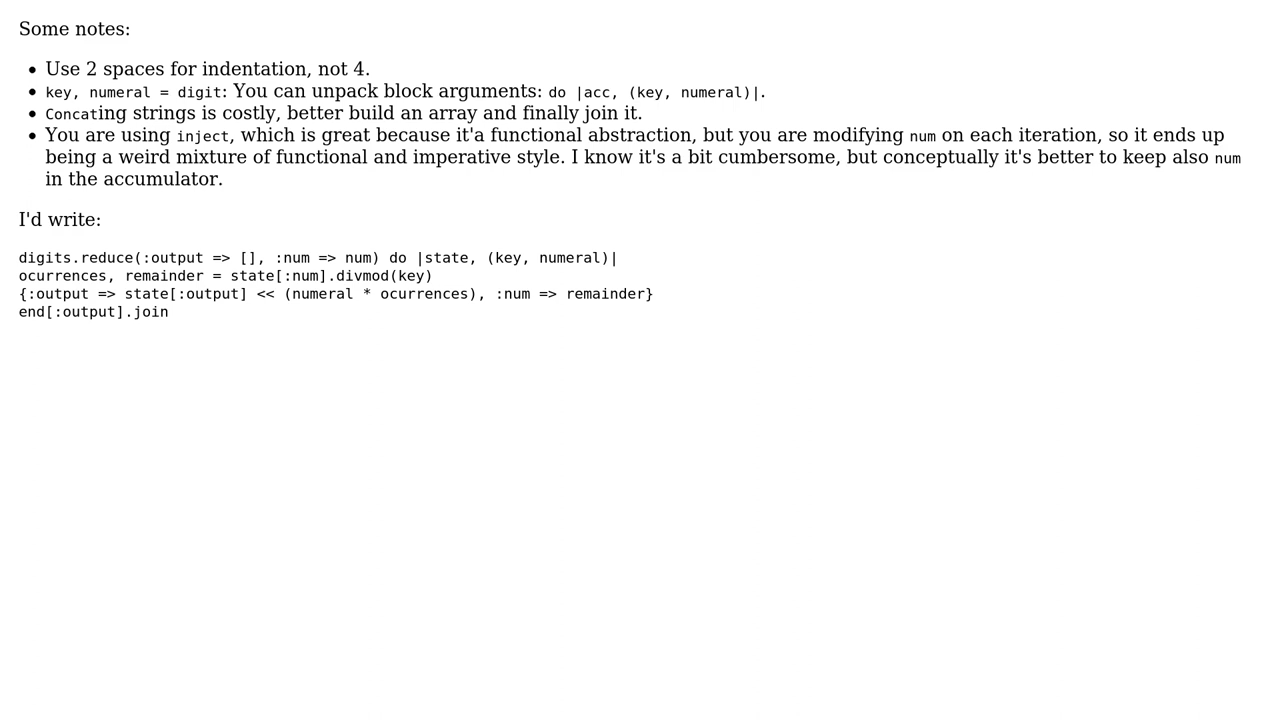 Some notes:
• Use 2 spaces for indentation, not 4.
• key, numeral = digit: You can unpack block arguments: do |acc, (key, numeral)|.
• Concating strings is costly, better build an array and finally join it.
• You are using inject, which is great because it'a functional abstraction, but you are modifying num on each iteration, so it ends up
being a weird mixture of functional and imperative style. I know it's a bit cumbersome, but conceptually it's better to keep also num
in the accumulator.
I'd write:
digits.reduce(:output => [], :num => num) do |state, (key, numeral)|
ocurrences, remainder = state[:num].divmod(key)
{:output => state[:output] << (numeral * ocurrences), :num => remainder}
end[:output].join